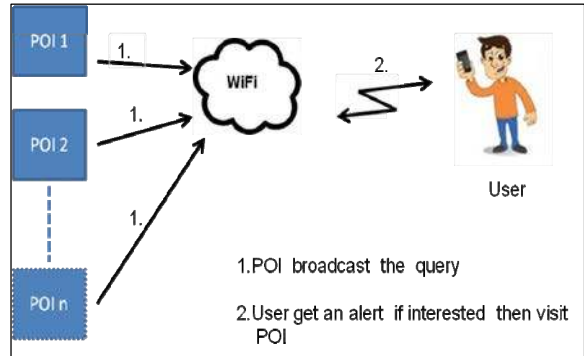 POI 1
1.
WiFi
2.
POI 2
1.
1.
User
POI n
1.POI broadcast the query
2.User get an alert if interested then visit
POI